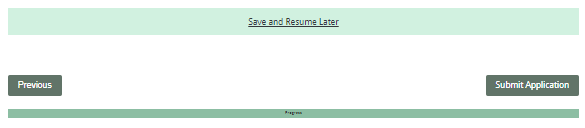 Save and Resume Later
Previous
Submit Application
Progress